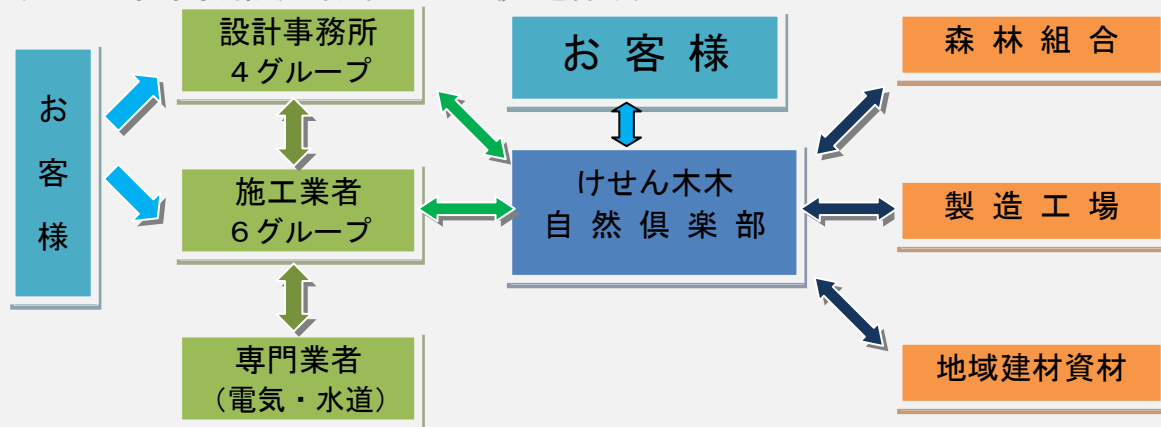 お客様
設計事務所
４グループ
施工業者
６グループ
専門業者
（電気・水道）
お客様
けせん木木
自然倶楽部
森林組合
製造工場
地域建材資材